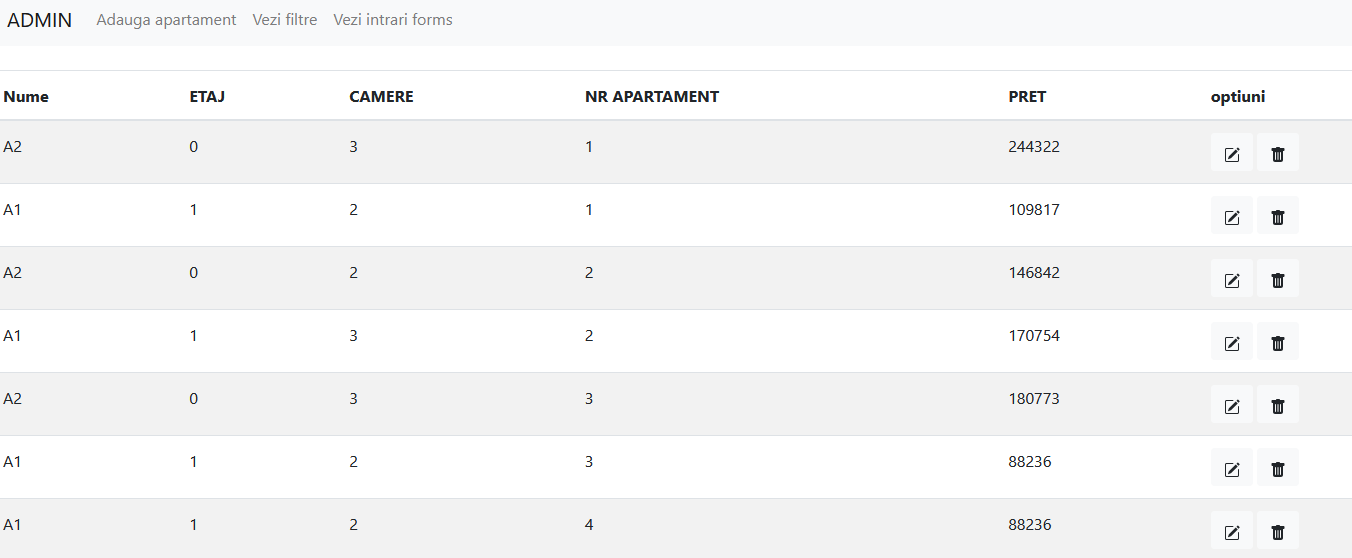 ADMIN Adauga apartament Vezi filtre Vezi intrari forms
Nume ETAJ CAMERE NR APARTAMENT PRET optiuni
A2 0 3 1 244322
A1 1 2 1 109817
A2 0 2 2 146842
A1 1 3 2 170754
A2 0 3 3 180773
A1 1 2 3 88236
A1 1 2 4 88236